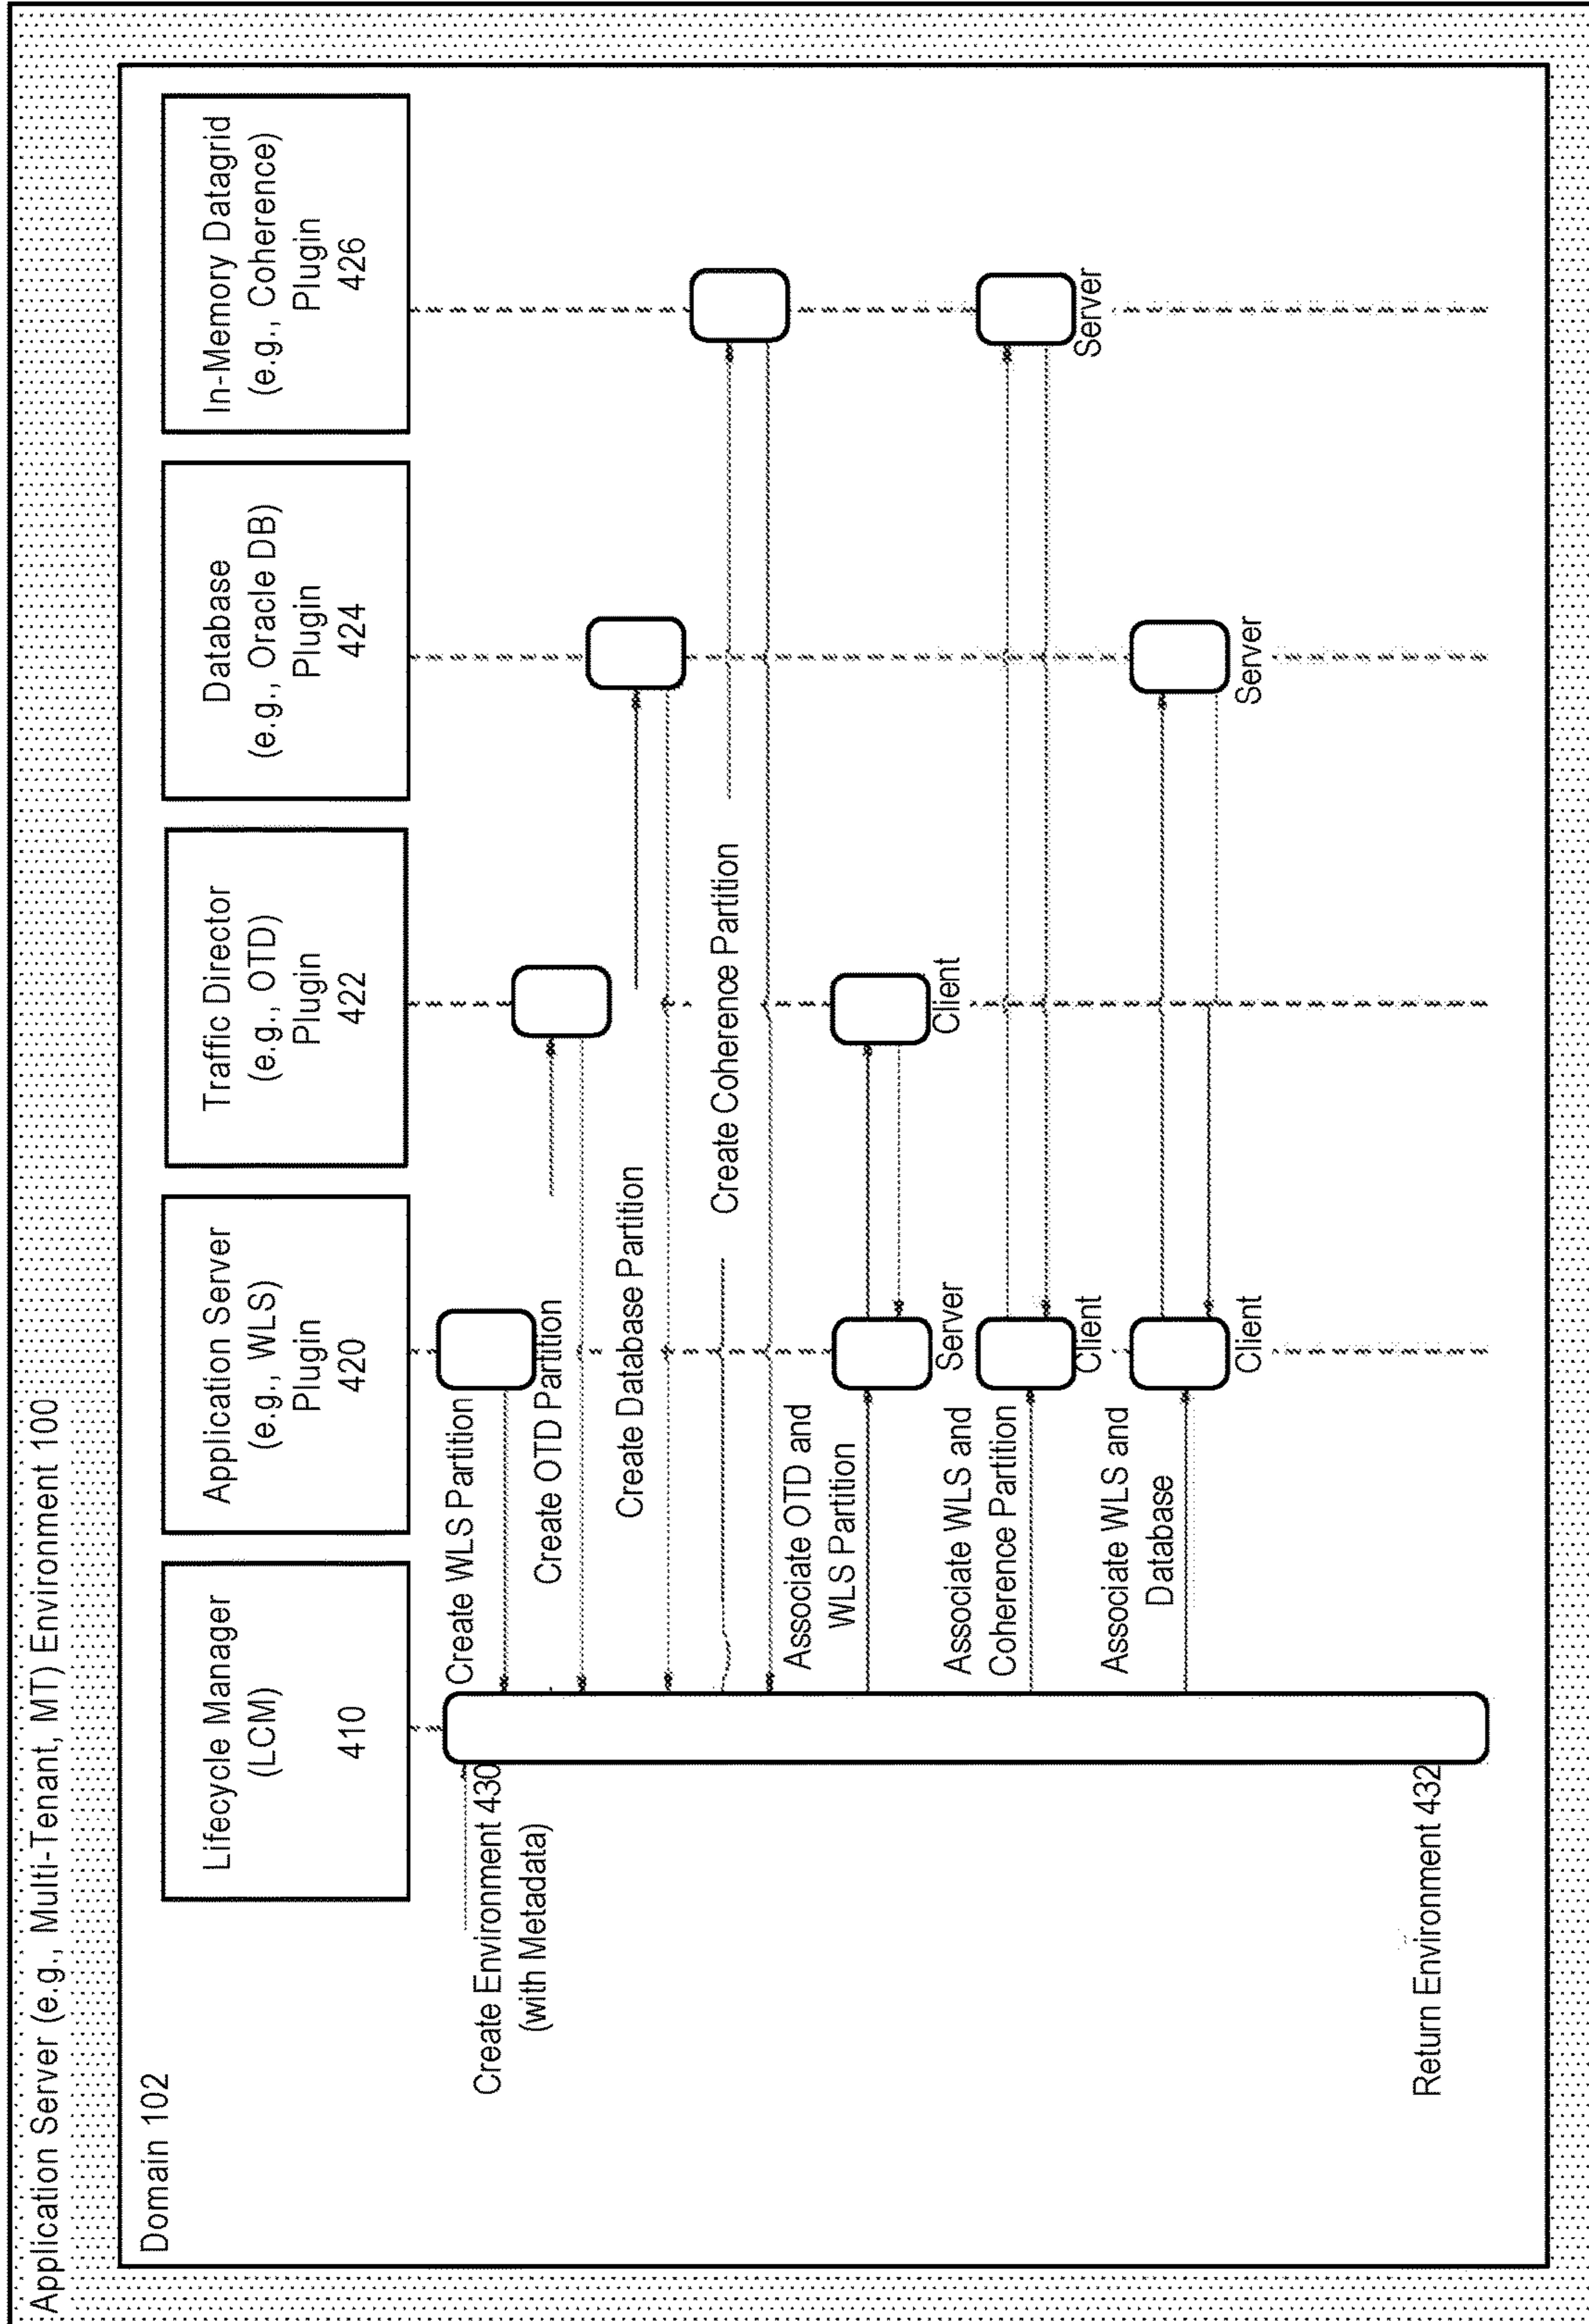 Application Server (e.g., Multi-Tenant, MT) Environment 100
Domain 102
Lifecycle Manager
(LCM)
410
Application Server
(e.g., WLS)
Plugin
420
Traffic Director
(e.g., OTD)
Plugin
422
Database
(e.g., Oracle DB)
Plugin
424
In-Memory Datagrid
(e.g., Coherence)
Plugin
426
Create Environment 430
(with Metadata)
Create WLS Partition
Create OTD Partition
Create Database Partition
Create Coherence Partition
Associate OTD and
WLS Partition
Server
Client
Associate WLS and
Coherence Partition
Client
Server
Associate WLS and
Database
Client
Server
Return Environment 432